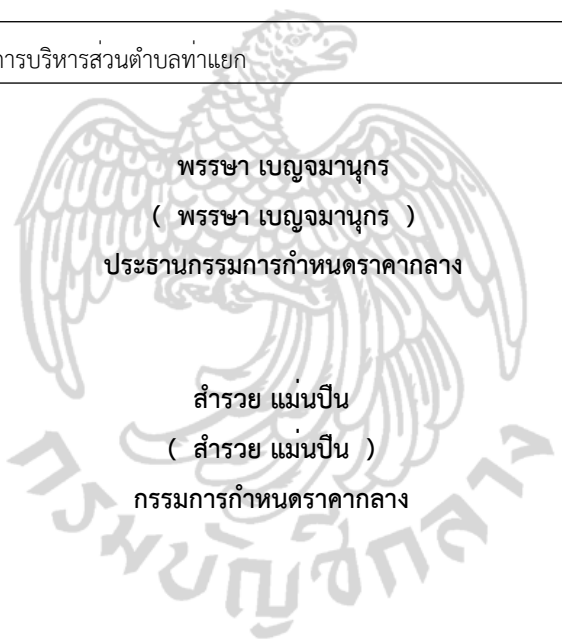 การบริหารส่วนตำบลท่าแยก
พรรษา เบญจมานุกร
( พรรษา เบญจมานุกร )
ประธานกรรมการกำหนดราคากลาง
สำรวย แม่นปืน
( สำรวย แม่นปืน )
กรรมการกำหนดราคากลาง
กรมบัญชีกลาง